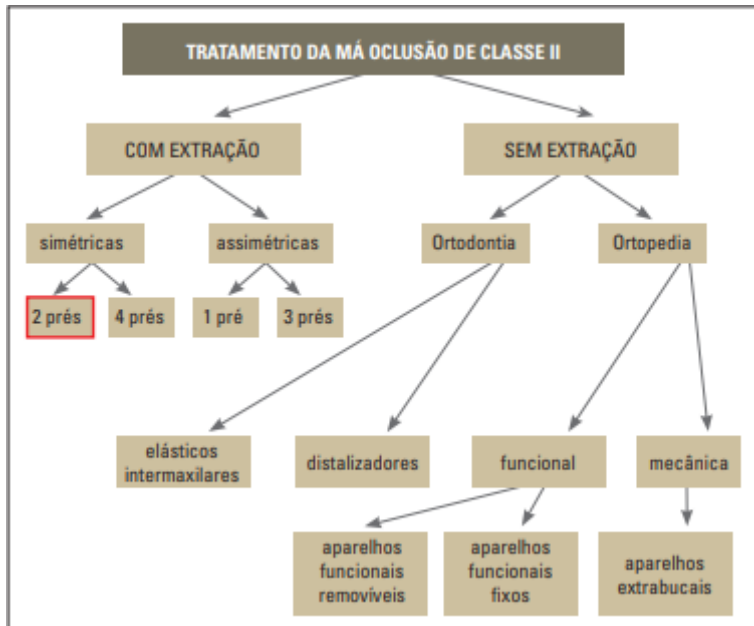 TRATAMENTO DA MÁ OCLUSÃO DE CLASSE II
COM EXTRAÇÃO
SEM EXTRAÇÃO
simétricas
assimétricas
Ortodontia
Ortopedia
2 prés
4 prés
1 pré
3 prés
elásticos
intermaxilares
distalizadores
funcional
mecânica
aparelhos
funcionais
removíveis
aparelhos
funcionais
fixos
aparelhos
extrabucais